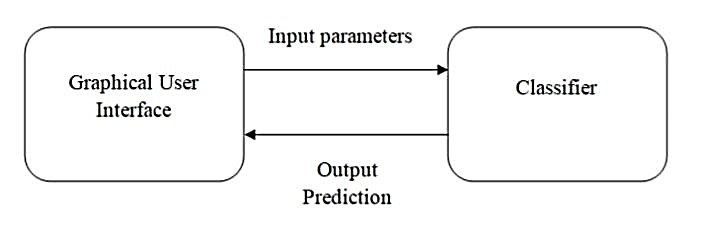 Input parameters
Graphical User
Interface
Classifier
Output
Prediction